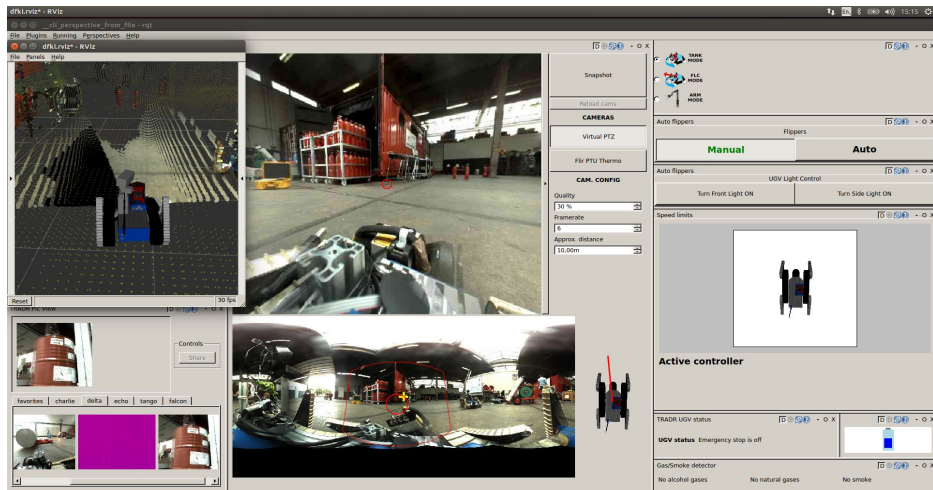 dfki.rviz* - RViz
En
15:15
__cli_perspective_from_file - rqt
File Plugins Running Perspectives Help
dfki.rviz* - RViz
File Panels Help
Reset
30 fps
Snapshot
Reload cams
CAMERAS
Virtual PTZ
Flir PTU Thermo
CAM. CONFIG
Quality
30 %
Framerate
6
Approx. distance
10,00m
D - O X
D - O X
TANK
MODE
FLC
MODE
ARM
MODE
Auto flippers D - O X
Flippers
Manual Auto
Auto flippers D - O X
UGV Light Control
Turn Front Light ON Turn Side Light ON
Speed limits D - O X
Active controller
TRADR Pic View D - O X
Controls
Share
favorites charlie delta echo tango falcon
TRADR UGV status D - O X
UGV status Emergency stop is off
D - O X
Gas/Smoke detector D - O X
No alcohol gases No natural gases No smoke